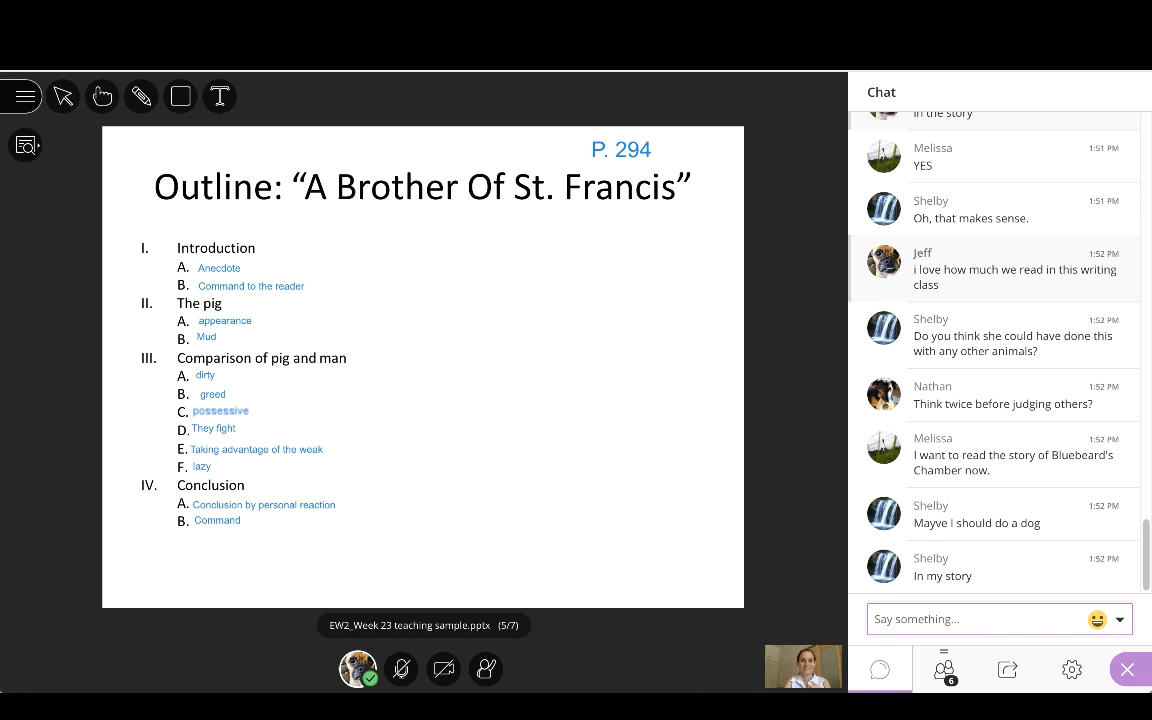 P. 294
Outline: “A Brother Of St. Francis”
I. Introduction
A. Anecdote
B. Command to the reader
II. The pig
A. appearance
B. Mud
III. Comparison of pig and man
A. dirty
B. greed
C. possessive
D. They fight
E. Taking advantage of the weak
F. lazy
IV. Conclusion
A. Conclusion by personal reaction
B. Command
EW2_Week 23 teaching sample.pptx (5/7)
Chat
in the story
Melissa 1:51 PM
YES
Shelby 1:51 PM
Oh, that makes sense.
Jeff 1:52 PM
i love how much we read in this writing
class
Shelby 1:52 PM
Do you think she could have done this
with any other animals?
Nathan 1:52 PM
Think twice before judging others?
Melissa 1:52 PM
I want to read the story of Bluebeard's
Chamber now.
Shelby 1:52 PM
Mayve I should do a dog
Shelby 1:52 PM
In my story
Say something...
6